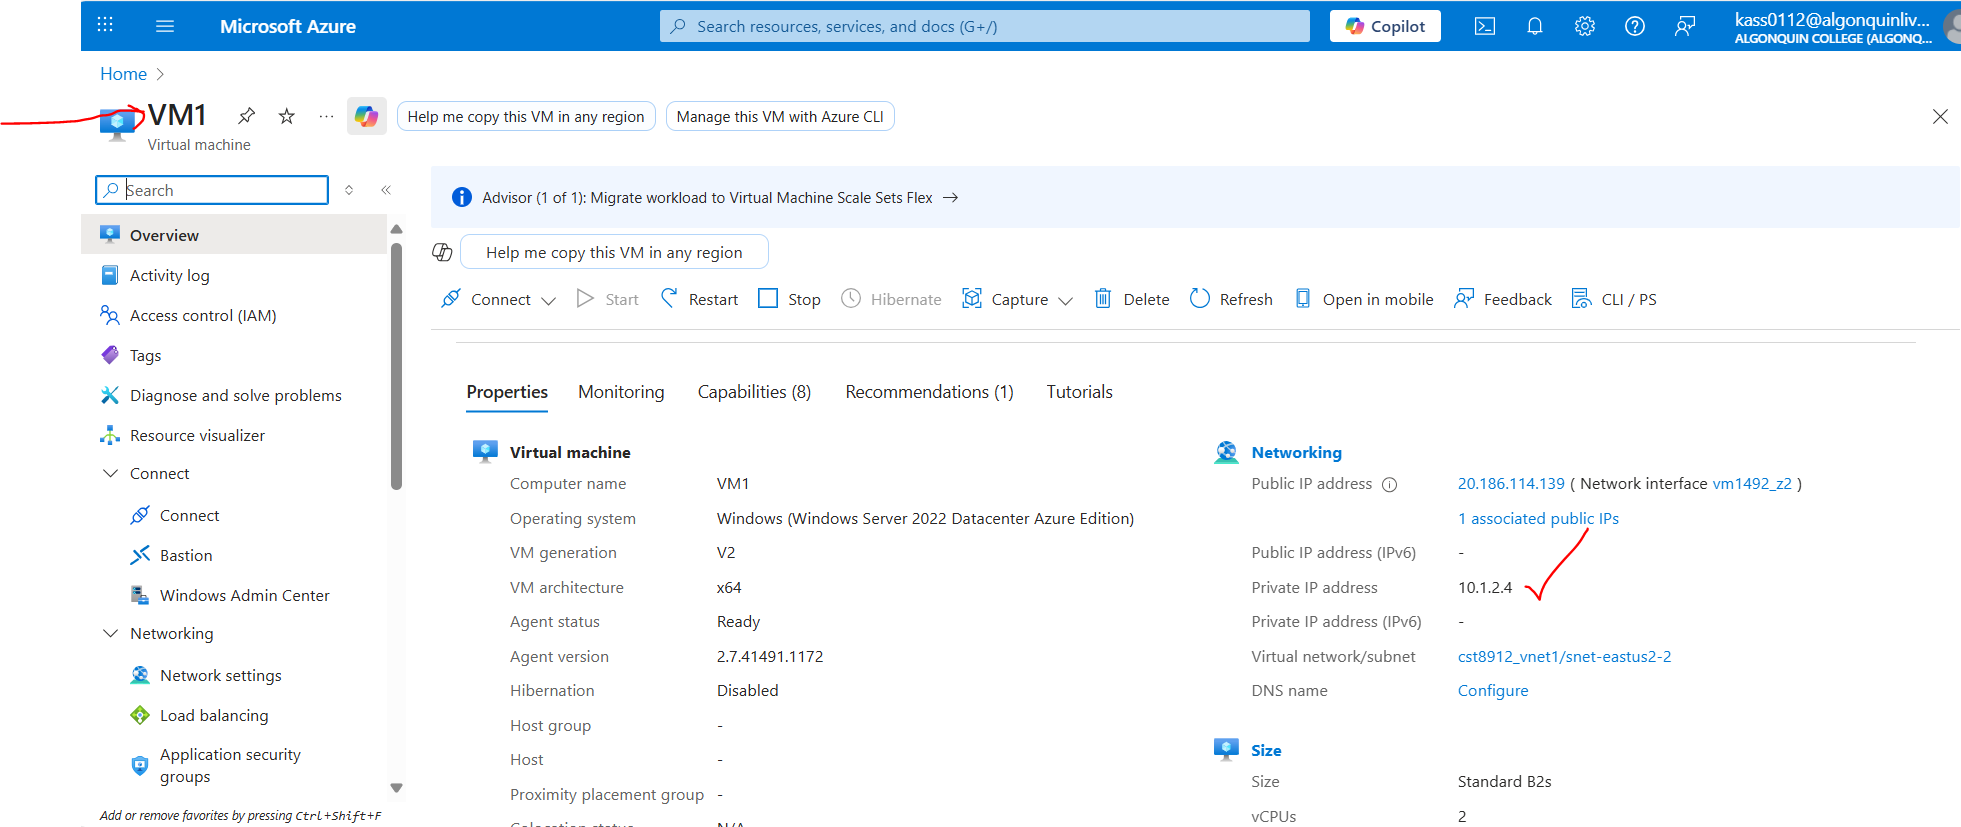 Microsoft Azure
Search resources, services, and docs (G+/)
Copilot
kass0112@algonquinliv...
ALGONQUIN COLLEGE (ALGONQ...
Home
VM1
Help me copy this VM in any region
Manage this VM with Azure CLI
Virtual machine
Search
Advisor (1 of 1): Migrate workload to Virtual Machine Scale Sets Flex →
Help me copy this VM in any region
Connect Start Restart Stop Hibernate Capture Delete Refresh Open in mobile Feedback CLI / PS
Overview
Activity log
Access control (IAM)
Tags
Diagnose and solve problems
Resource visualizer
Connect
Connect
Bastion
Windows Admin Center
Networking
Network settings
Load balancing
Application security
groups
Add or remove favorites by pressing Ctrl+Shift+F
Properties Monitoring Capabilities (8) Recommendations (1) Tutorials
Virtual machine
Computer name VM1
Operating system Windows (Windows Server 2022 Datacenter Azure Edition)
VM generation V2
VM architecture x64
Agent status Ready
Agent version 2.7.41491.1172
Hibernation Disabled
Host group -
Host -
Proximity placement group -
Colocation status N/A
Networking
Public IP address 20.186.114.139 ( Network interface vm1492_z2 )
1 associated public IPs
Public IP address (IPv6) -
Private IP address 10.1.2.4
Private IP address (IPv6) -
Virtual network/subnet cst8912_vnet1/snet-eastus2-2
DNS name Configure
Size
Size Standard B2s
vCPUs 2